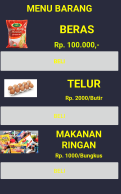 MENU BARANG
BERAS
Rp. 100.000,-
TELUR
Rp. 2000/Butir
MAKANAN
RINGAN
Rp. 1000/Bungkus